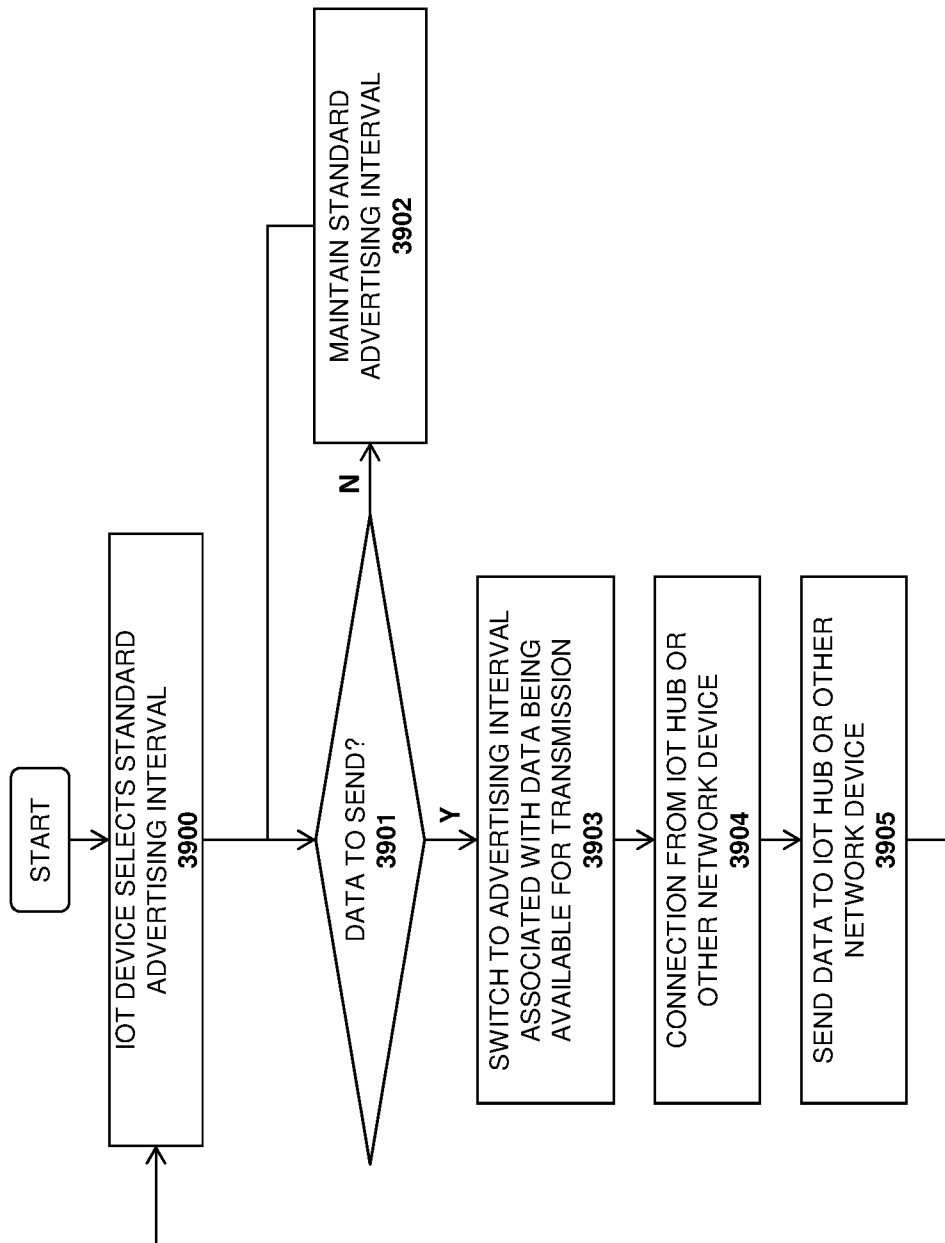 START
IOT DEVICE SELECTS STANDARD
ADVERTISING INTERVAL
3900
DATA TO SEND?
3901
N
MAINTAIN STANDARD
ADVERTISING INTERVAL
3902
Y
SWITCH TO ADVERTISING INTERVAL
ASSOCIATED WITH DATA BEING
AVAILABLE FOR TRANSMISSION
3903
CONNECTION FROM IOT HUB OR
OTHER NETWORK DEVICE
3904
SEND DATA TO IOT HUB OR OTHER
NETWORK DEVICE
3905